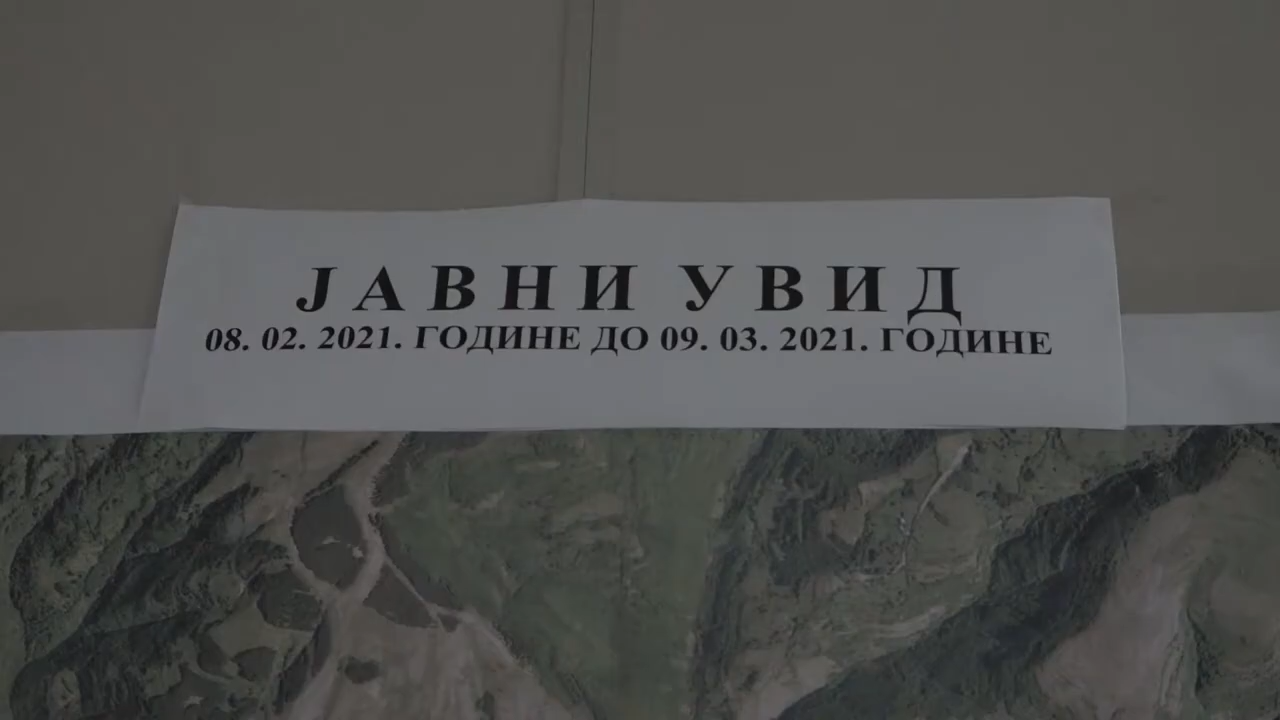 ЈАВНИ УВИД
08. 02. 2021. ГОДИНЕ ДО 09. 03. 2021. ГОДИНЕ